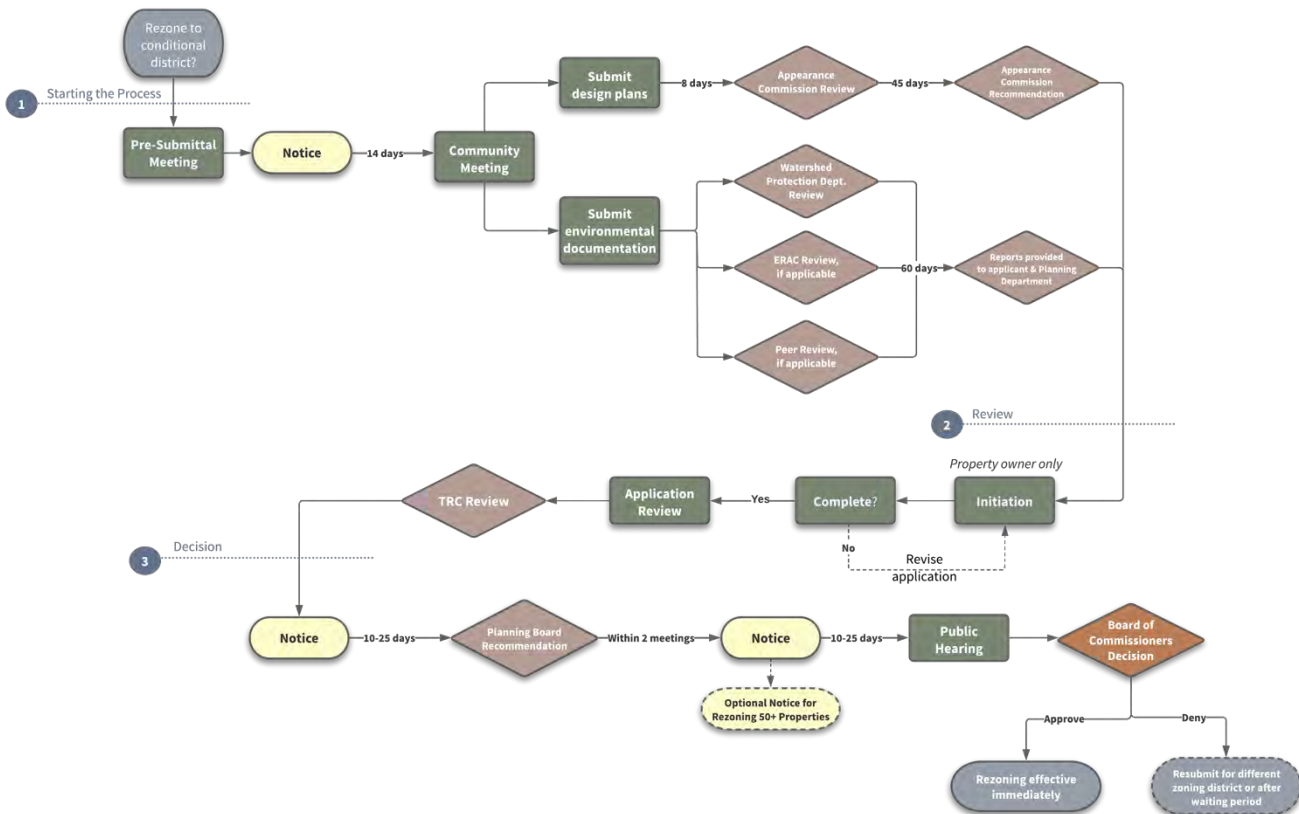 Rezone to
conditional
district?
1
Starting the Process
Pre-Submittal
Meeting
Notice
14 days
Community
Meeting
Submit
design plans
8 days
Appearance
Commission Review
45 days
Appearance
Commission
Recommendation
Submit
environmental
documentation
Watershed
Protection Dept.
Review
ERAC Review,
if applicable
Peer Review,
if applicable
60 days
Reports provided
to applicant & Planning
Department
2
Review
Property owner only
Initiation
Complete?
Yes
No
Revise
application
Application
Review
TRC Review
3
Decision
Notice
10-25 days
Planning Board
Recommendation
Within 2 meetings
Notice
Optional Notice for
Rezoning 50+ Properties
10-25 days
Public
Hearing
Board of
Commissioners
Decision
Approve
Deny
Rezoning effective
immediately
Resubmit for different
zoning district or after
waiting period